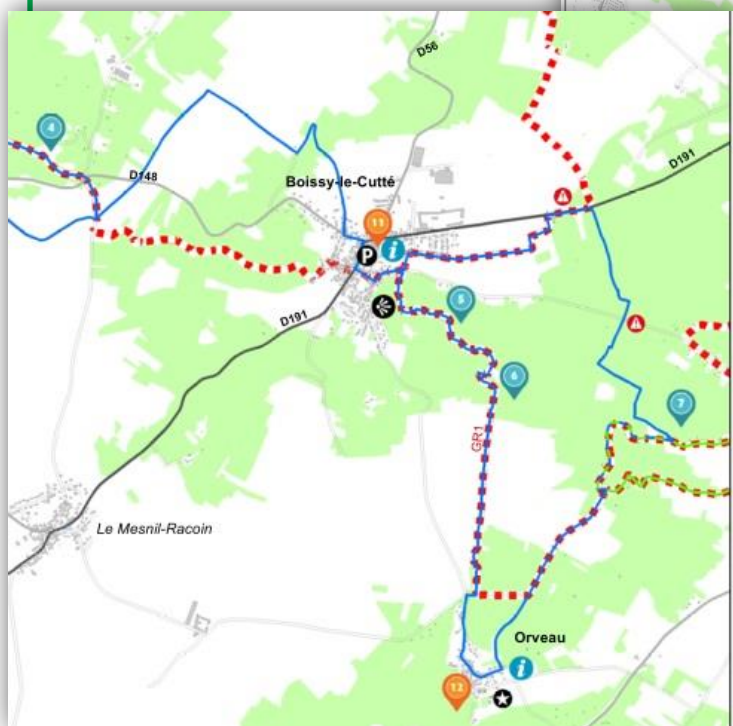 D56
4
D191
D148
Boissy-le-Cutté
11
P
i
5
D191
6
7
GR1
Le Mesnil-Racoin
Orveau
i
12